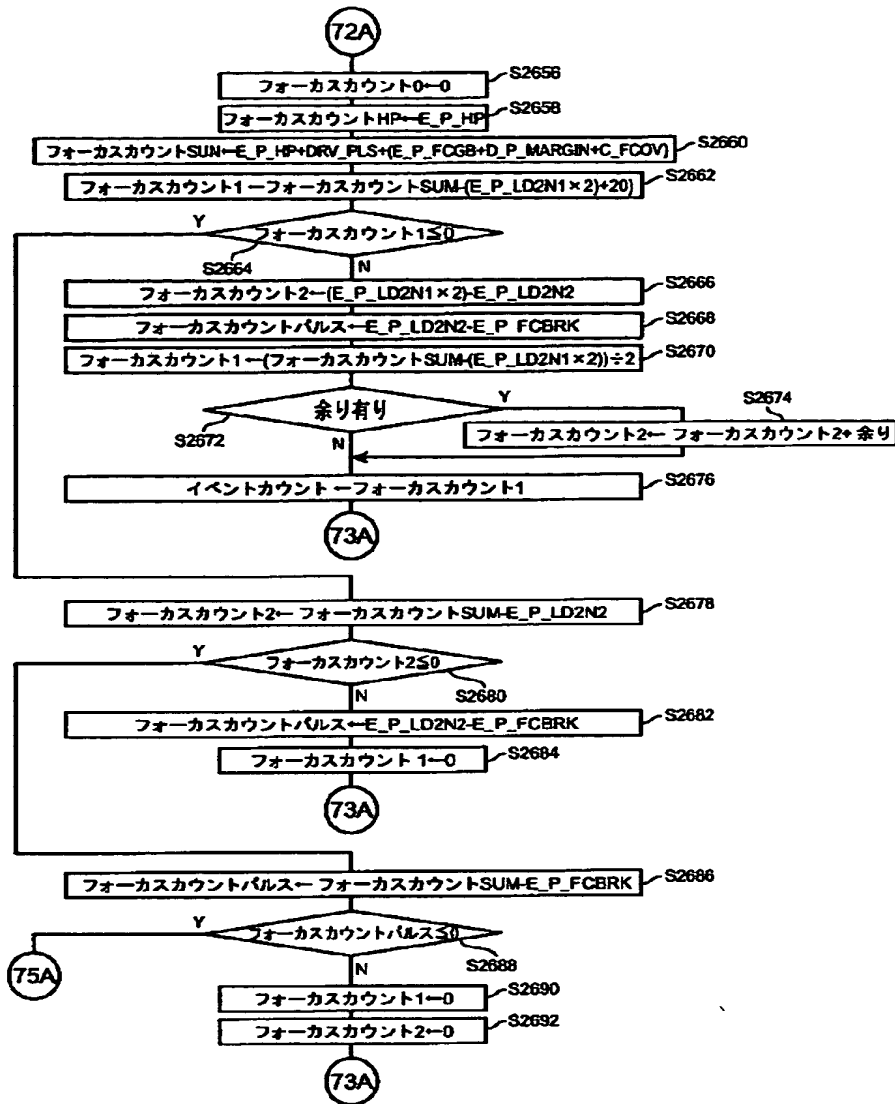 72A
フォーカスカウント0←0
S2656
フォーカスカウントHP←E_P_HP
S2658
フォーカスカウントSUN←E_P_HP+DRV_PLS+(E_P_FCGB+D_P_MARGIN+C_FCOV)
S2660
フォーカスカウント1←フォーカスカウントSUM-(E_P_LD2N1×2)+20)
S2662
Y
フォーカスカウント1≦0
S2664
N
フォーカスカウント2←(E_P_LD2N1×2)-E_P_LD2N2
S2666
フォーカスカウントパルス←E_P_LD2N2-E_P_FCBRK
S2668
フォーカスカウント1←(フォーカスカウントSUM-(E_P_LD2N1×2))÷2
S2670
余り有り
Y
S2672
N
S2674
フォーカスカウント2← フォーカスカウント2+ 余り
イベントカウント←フォーカスカウント1
S2676
73A
フォーカスカウント2← フォーカスカウントSUM-E_P_LD2N2
S2678
Y
フォーカスカウント2≦0
S2680
N
フォーカスカウントパルス←E_P_LD2N2-E_P_FCBRK
S2682
フォーカスカウント 1←0
S2684
73A
フォーカスカウントパルス← フォーカスカウントSUM-E_P_FCBRK
S2686
Y
フォーカスカウントパルス≦0
S2688
75A
N
フォーカスカウント1←0
S2690
フォーカスカウント2←0
S2692
73A